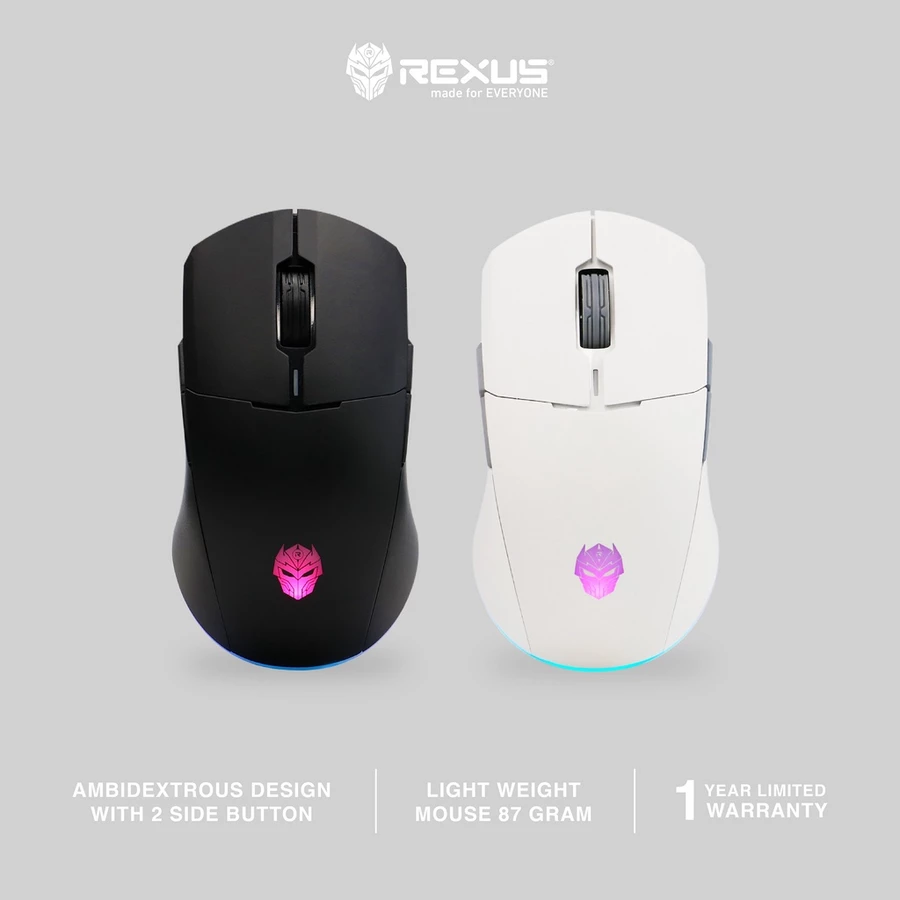 REXUS®
made for EVERYONE
AMBIDEXTROUS DESIGN
WITH 2 SIDE BUTTON
LIGHT WEIGHT
MOUSE 87 GRAM
1 YEAR LIMITED
WARRANTY